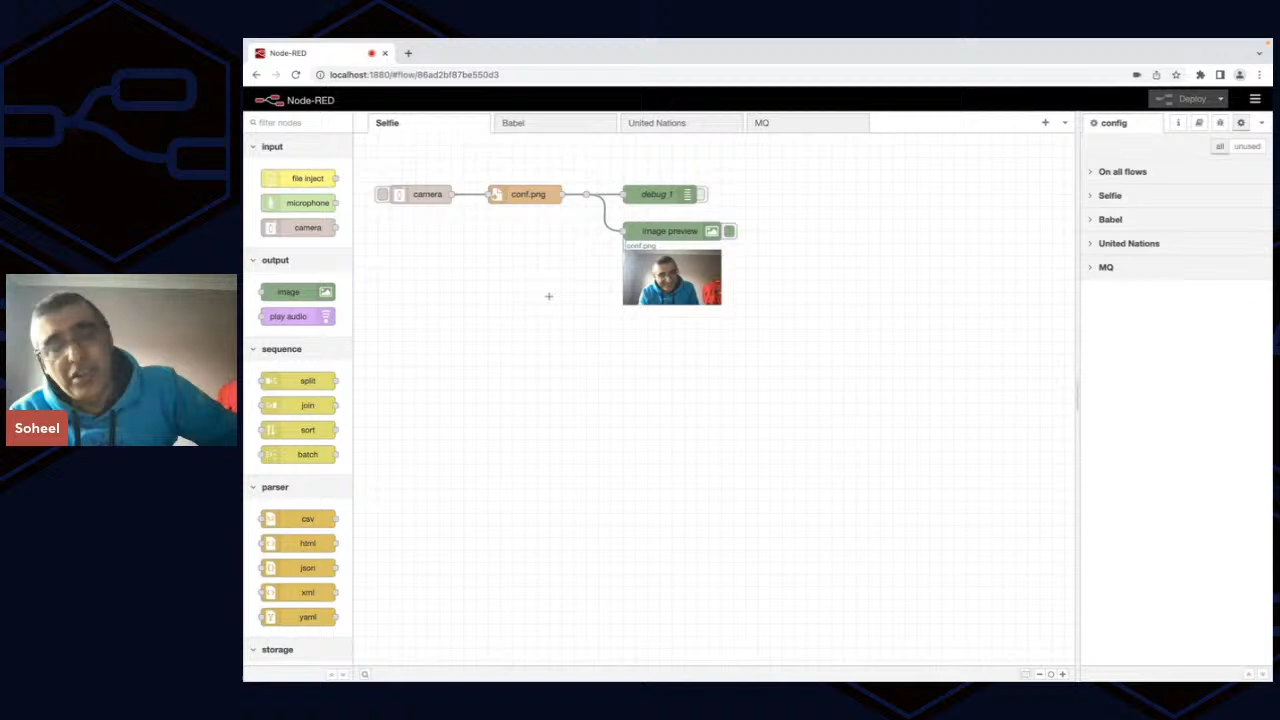 Node-RED
localhost:1880/#flow/86ad2bf87be550d3
Node-RED
Deploy
filter nodes
Selfie
Babel
United Nations
MQ
config
all
unused
input
file inject
microphone
camera
output
image
play audio
sequence
split
join
sort
batch
parser
csv
html
json
xml
yaml
storage
camera
conf.png
debug 1
image preview
conf.png
On all flows
Selfie
Babel
United Nations
MQ
Soheel